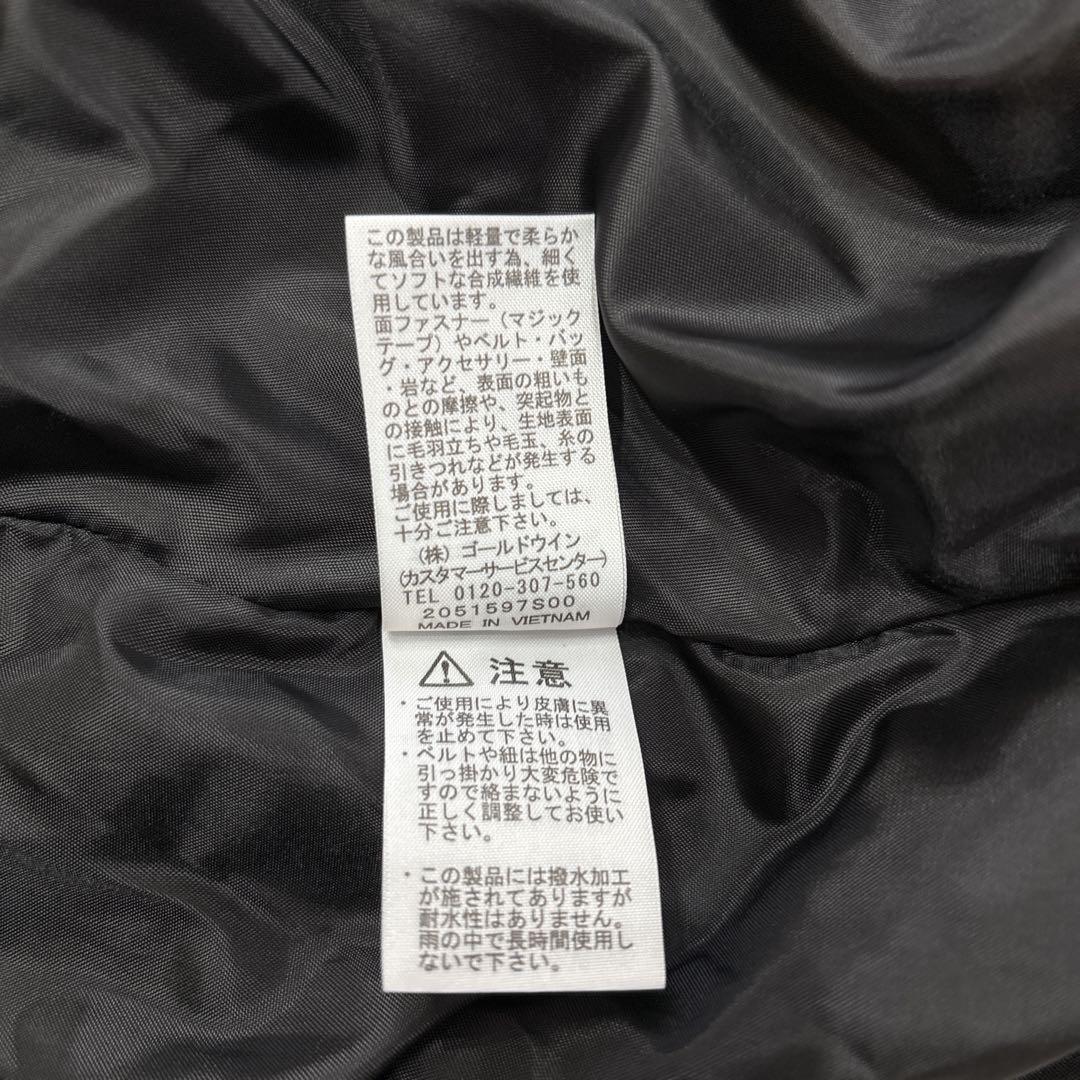 この製品は軽量で柔らか
な風合いを出す為、細く
てソフトな合成繊維を使
用しています。
面ファスナー（マジック
テープ）やベルト・バッ
グ・アクセサリー・壁面
・岩など、表面の粗いも
のとの摩擦や、突起物と
の接触により、生地表面
に毛羽立ちや毛玉、糸の
引きつれなどが発生する
場合があります。
ご使用に際しましては、
十分ご注意下さい。
（株）ゴールドウイン
（カスタマーサービスセンター）
TEL 0120-307-560
2051597S00
MADE IN VIETNAM
注意
・ご使用により皮膚に異
常が発生した時は使用
を止めて下さい。
・ベルトや紐は他の物に
引っ掛かり大変危険で
すので絡まないように
正しく調整してお使い
下さい。
・この製品には撥水加工
が施されてありますが
耐水性はありません。
雨の中で長時間使用し
ないで下さい。